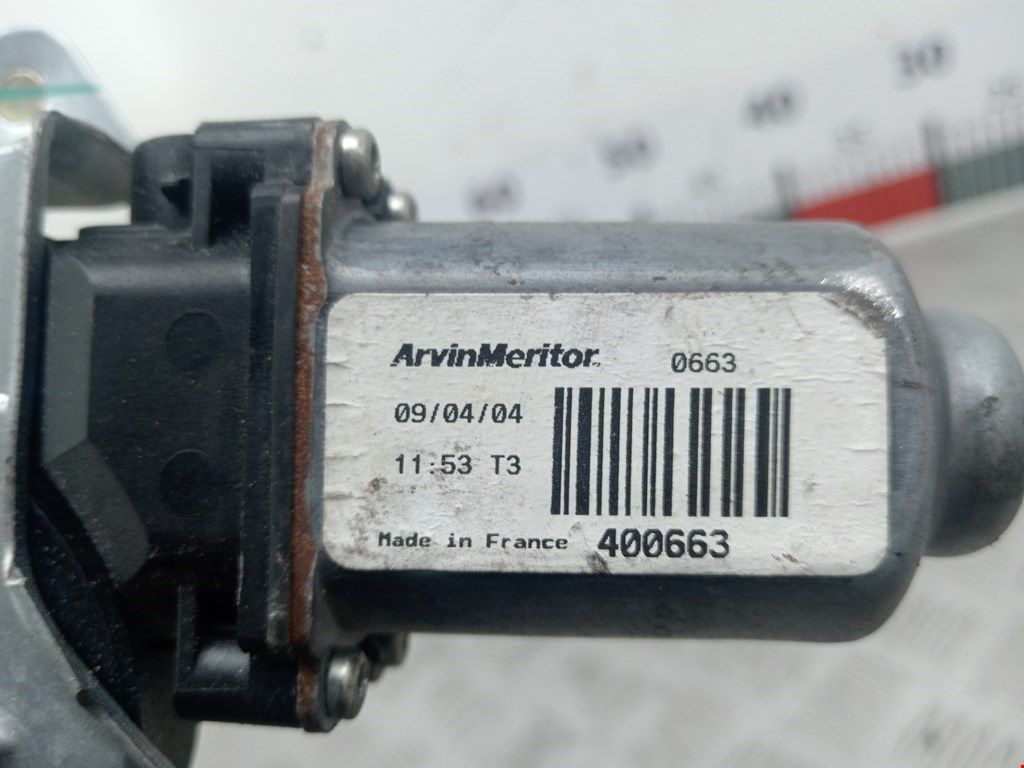 ArvinMeritor 0663
09/04/04
11:53 T3
Made in France 400663